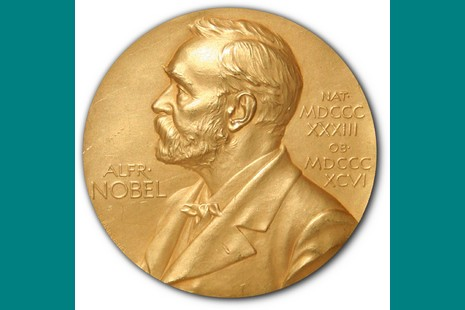 ALFR·
NOBEL
NAT·
MDCCC
XXXIII
OB·
MDCCC
XCVI